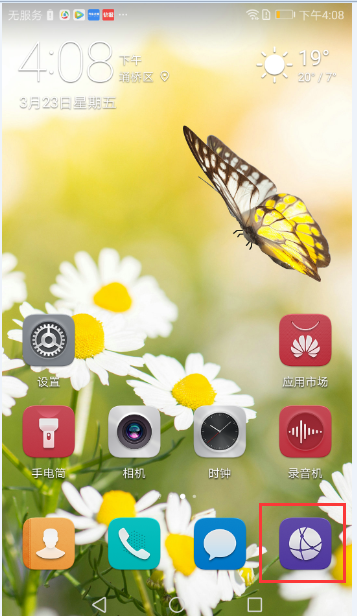 无服务 ··· 下午4:08
4:08 下午
灞桥区
3月23日星期五
19°
20° / 7°
设置 应用市场
手电筒 相机 时钟 录音机